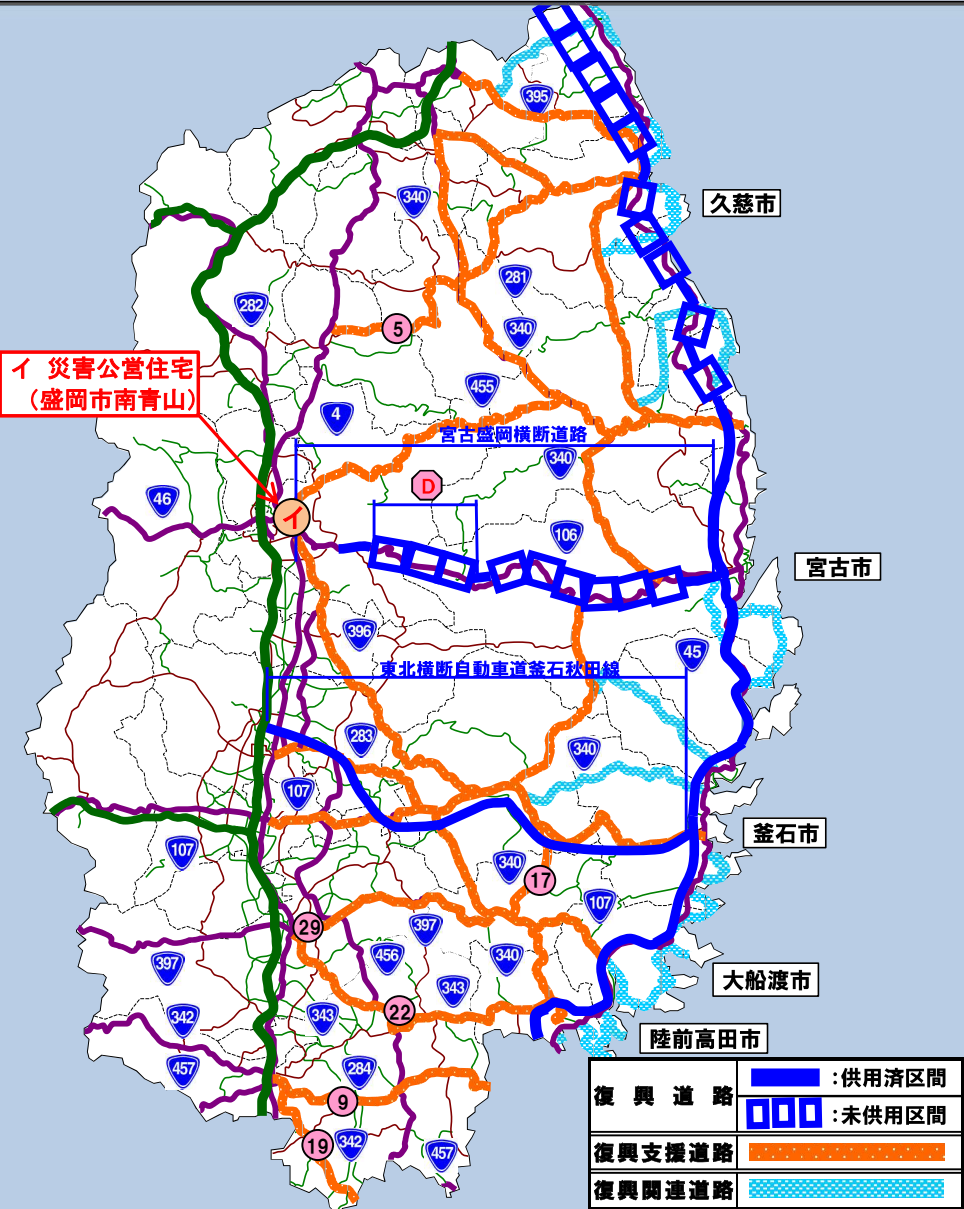 395
久慈市
340
281
282
5
340
イ 災害公営住宅
（盛岡市南青山）
455
4
宮古盛岡横断道路
340
D
46
イ
106
宮古市
396
45
東北横断自動車道釜石秋田線
283
340
107
釜石市
107
340
17
107
29
397
456
340
397
大船渡市
343
22
342
343
陸前高田市
457
284
9
19
342
457
復興道路
：供用済区間
：未供用区間
復興支援道路
復興関連道路